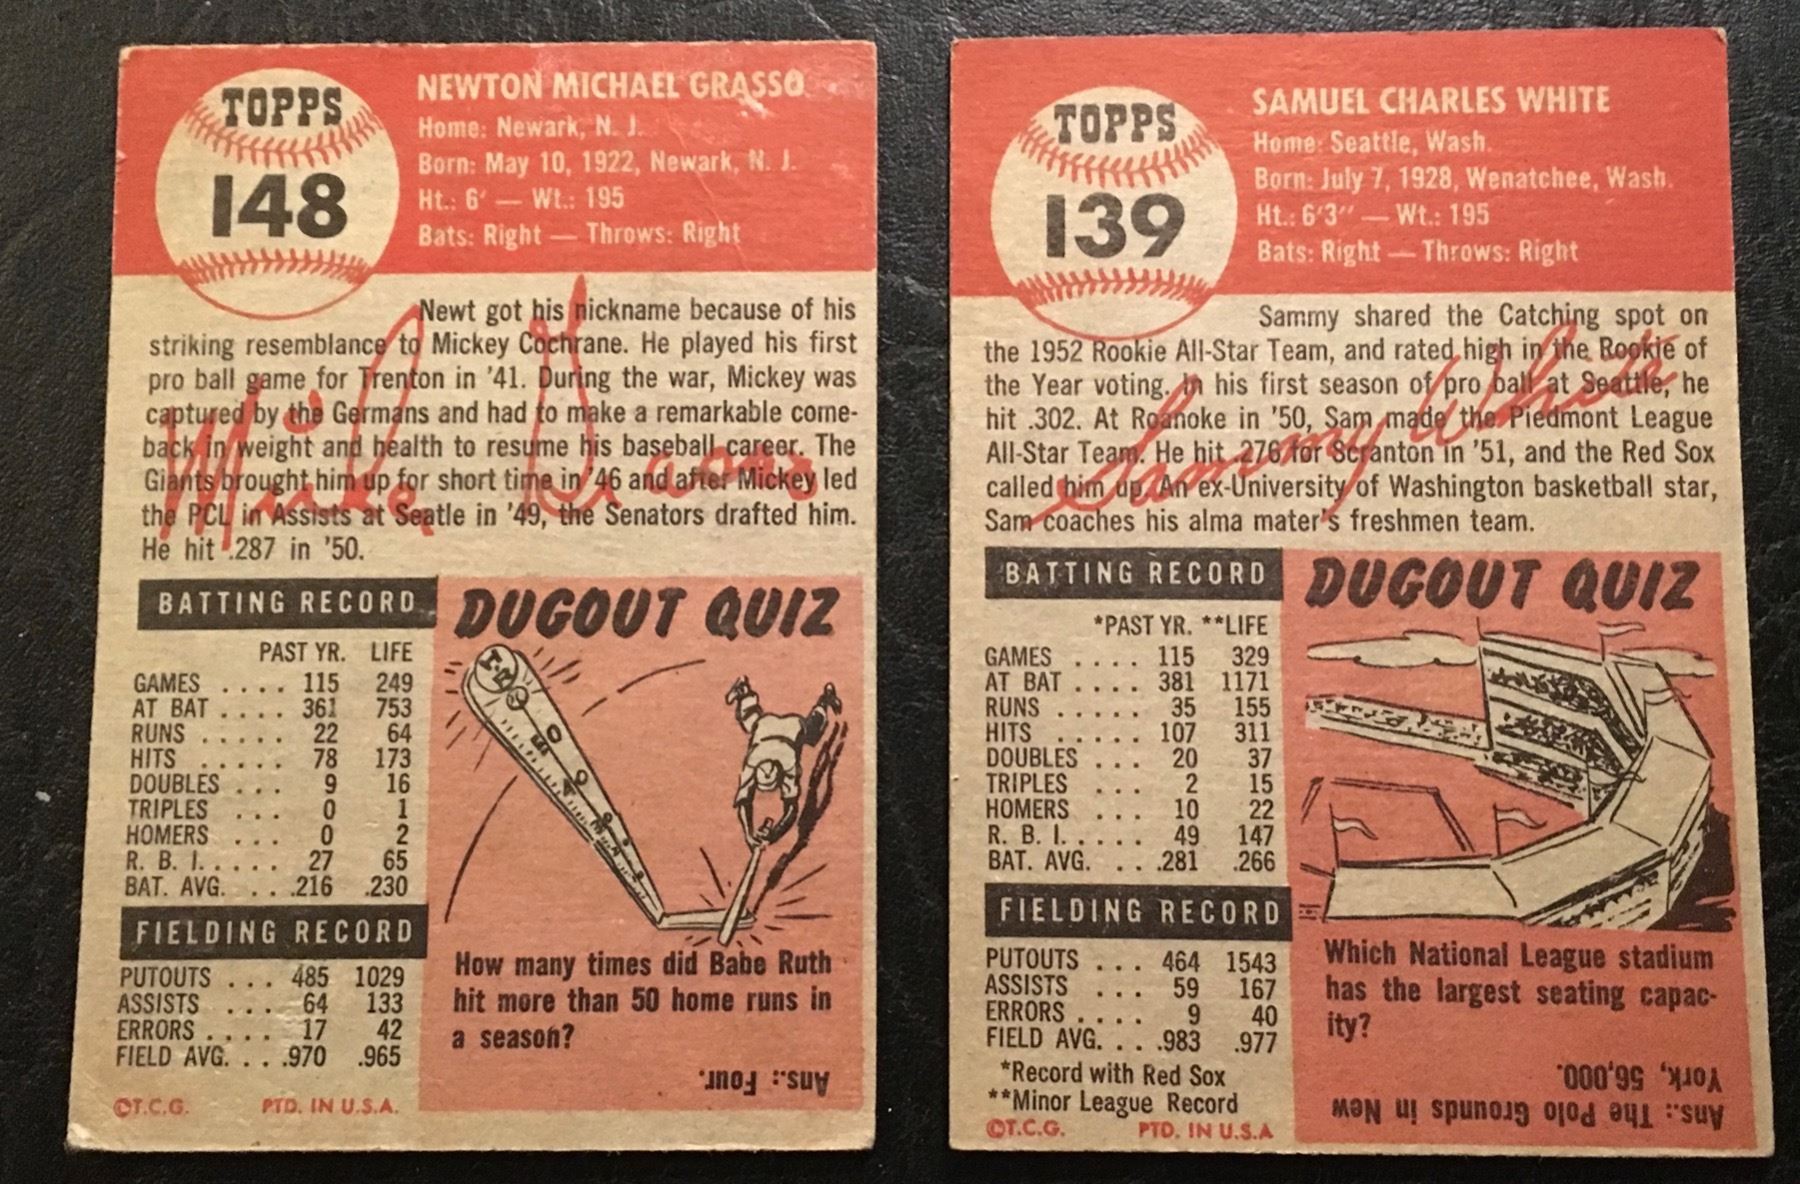 TOPPS
148
NEWTON MICHAEL GRASSO
Home: Newark, N. J.
Born: May 10, 1922, Newark, N. J.
Ht.: 6' — Wt.: 195
Bats: Right — Throws: Right
Newt got his nickname because of his
striking resemblance to Mickey Cochrane. He played his first
pro ball game for Trenton in '41. During the war, Mickey was
captured by the Germans and had to make a remarkable come-
back in weight and health to resume his baseball career. The
Giants brought him up for short time in '46 and after Mickey led
the PCL in Assists at Seatle in '49, the Senators drafted him.
He hit .287 in '50.
Mike Grasso
BATTING RECORD
PAST YR. LIFE
GAMES .... 115 249
AT BAT .... 361 753
RUNS ..... 22 64
HITS ..... 78 173
DOUBLES ... 9 16
TRIPLES ... 0 1
HOMERS ... 0 2
R. B. I. .... 27 65
BAT. AVG. ... .216 .230
FIELDING RECORD
PUTOUTS ... 485 1029
ASSISTS ... 64 133
ERRORS .... 17 42
FIELD AVG. .. .970 .965
©T.C.G. PTD. IN U.S.A.
DUGOUT QUIZ
How many times did Babe Ruth
hit more than 50 home runs in
a season?
Ans.: Four.
TOPPS
139
SAMUEL CHARLES WHITE
Home: Seattle, Wash.
Born: July 7, 1928, Wenatchee, Wash.
Ht.: 6'3" — Wt.: 195
Bats: Right — Throws: Right
Sammy shared the Catching spot on
the 1952 Rookie All-Star Team, and rated high in the Rookie of
the Year voting. In his first season of pro ball at Seattle, he
hit .302. At Roanoke in '50, Sam made the Piedmont League
All-Star Team. He hit .276 for Scranton in '51, and the Red Sox
called him up. An ex-University of Washington basketball star,
Sam coaches his alma mater's freshmen team.
Sammy White
BATTING RECORD
*PAST YR. **LIFE
GAMES .... 115 329
AT BAT .... 381 1171
RUNS ..... 35 155
HITS ..... 107 311
DOUBLES ... 20 37
TRIPLES ... 2 15
HOMERS ... 10 22
R. B. I. .... 49 147
BAT. AVG. ... .281 .266
FIELDING RECORD
PUTOUTS ... 464 1543
ASSISTS ... 59 167
ERRORS .... 9 40
FIELD AVG. .. .983 .977
*Record with Red Sox
**Minor League Record
©T.C.G. PTD. IN U.S.A
DUGOUT QUIZ
Which National League stadium
has the largest seating capac-
ity?
Ans.: The Polo Grounds in New
York, 56,000.